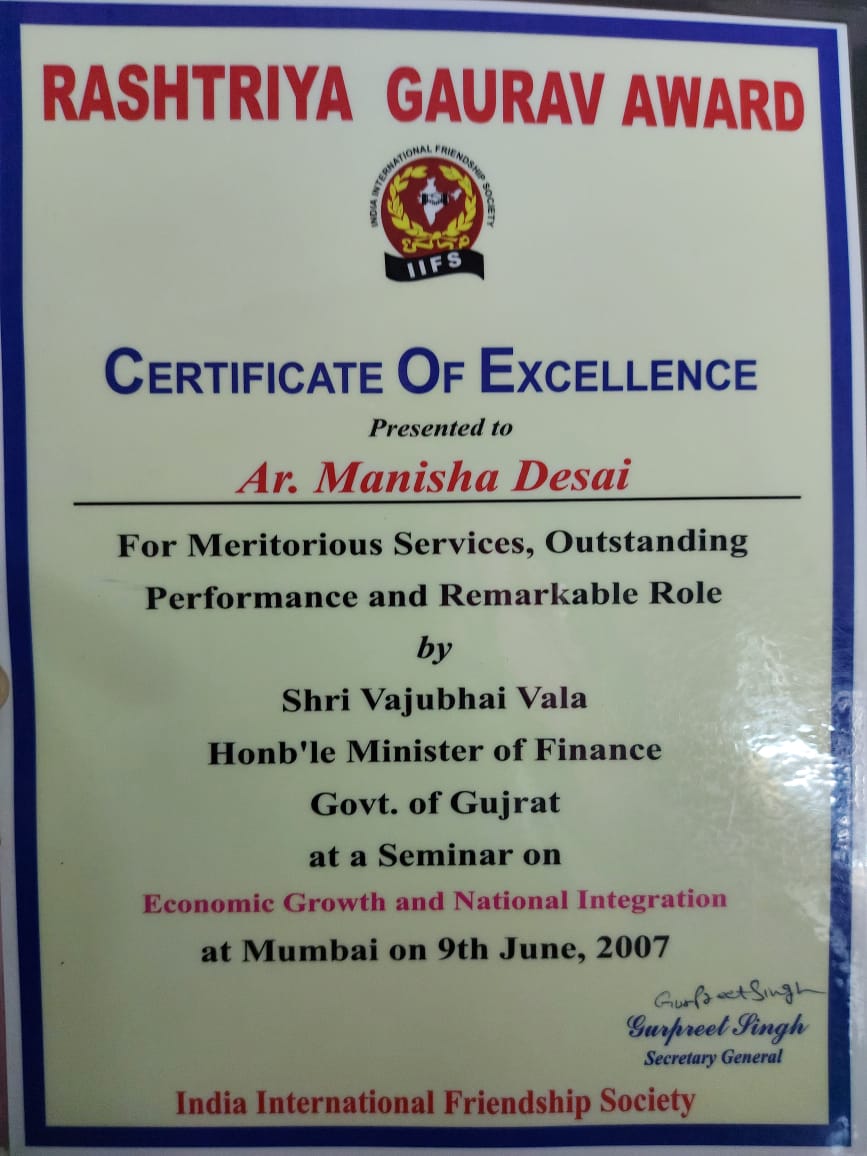 RASHTRIYA GAURAV AWARD
INDIA INTERNATIONAL FRIENDSHIP SOCIETY
IIFS
CERTIFICATE OF EXCELLENCE
Presented to
Ar. Manisha Desai
For Meritorious Services, Outstanding
Performance and Remarkable Role
by
Shri Vajubhai Vala
Honb'le Minister of Finance
Govt. of Gujrat
at a Seminar on
Economic Growth and National Integration
at Mumbai on 9th June, 2007
Gurpreet Singh
Gurpreet Singh
Secretary General
India International Friendship Society